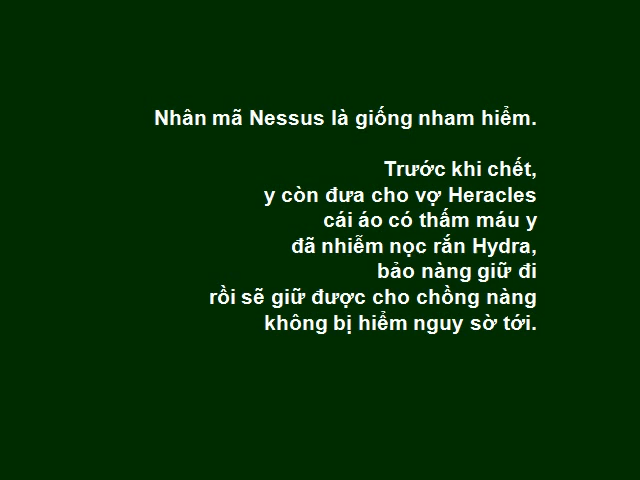 Nhân mã Nessus là giống nham hiểm.
Trước khi chết,
y còn đưa cho vợ Heracles
cái áo có thấm máu y
đã nhiễm nọc rắn Hydra,
bảo nàng giữ đi
rồi sẽ giữ được cho chồng nàng
không bị hiểm nguy sờ tới.